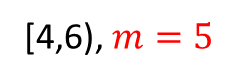 [4,6), m = 5